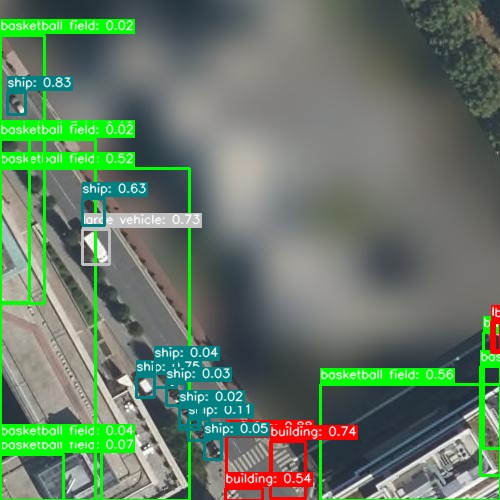 basketball field: 0.02
ship: 0.83
basketball field: 0.02
basketball field: 0.52
ship: 0.63
large vehicle: 0.73
ship: 0.04
ship: 0.03
ship: 0.02
ship: 0.11
ship: 0.05
basketball field: 0.56
building: 0.74
basketball field: 0.04
basketball field: 0.07
building: 0.54